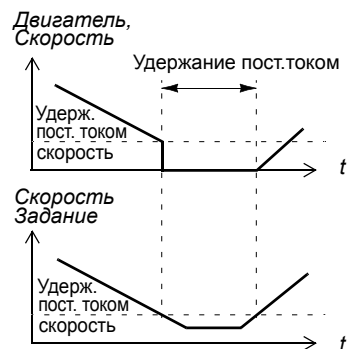 Двигатель,
Скорость
Удержание пост.током
Удерж.
пост. током
скорость
t
Скорость
Задание
Удерж.
пост. током
скорость
t